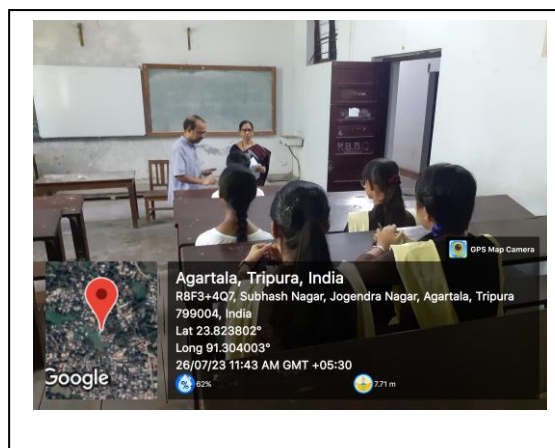 M.B.B.C
GPS Map Camera
Agartala, Tripura, India
R8F3+4Q7, Subhash Nagar, Jogendra Nagar, Agartala, Tripura
799004, India
Lat 23.823802°
Long 91.304003°
26/07/23 11:43 AM GMT +05:30
62%
7.71 m
Google